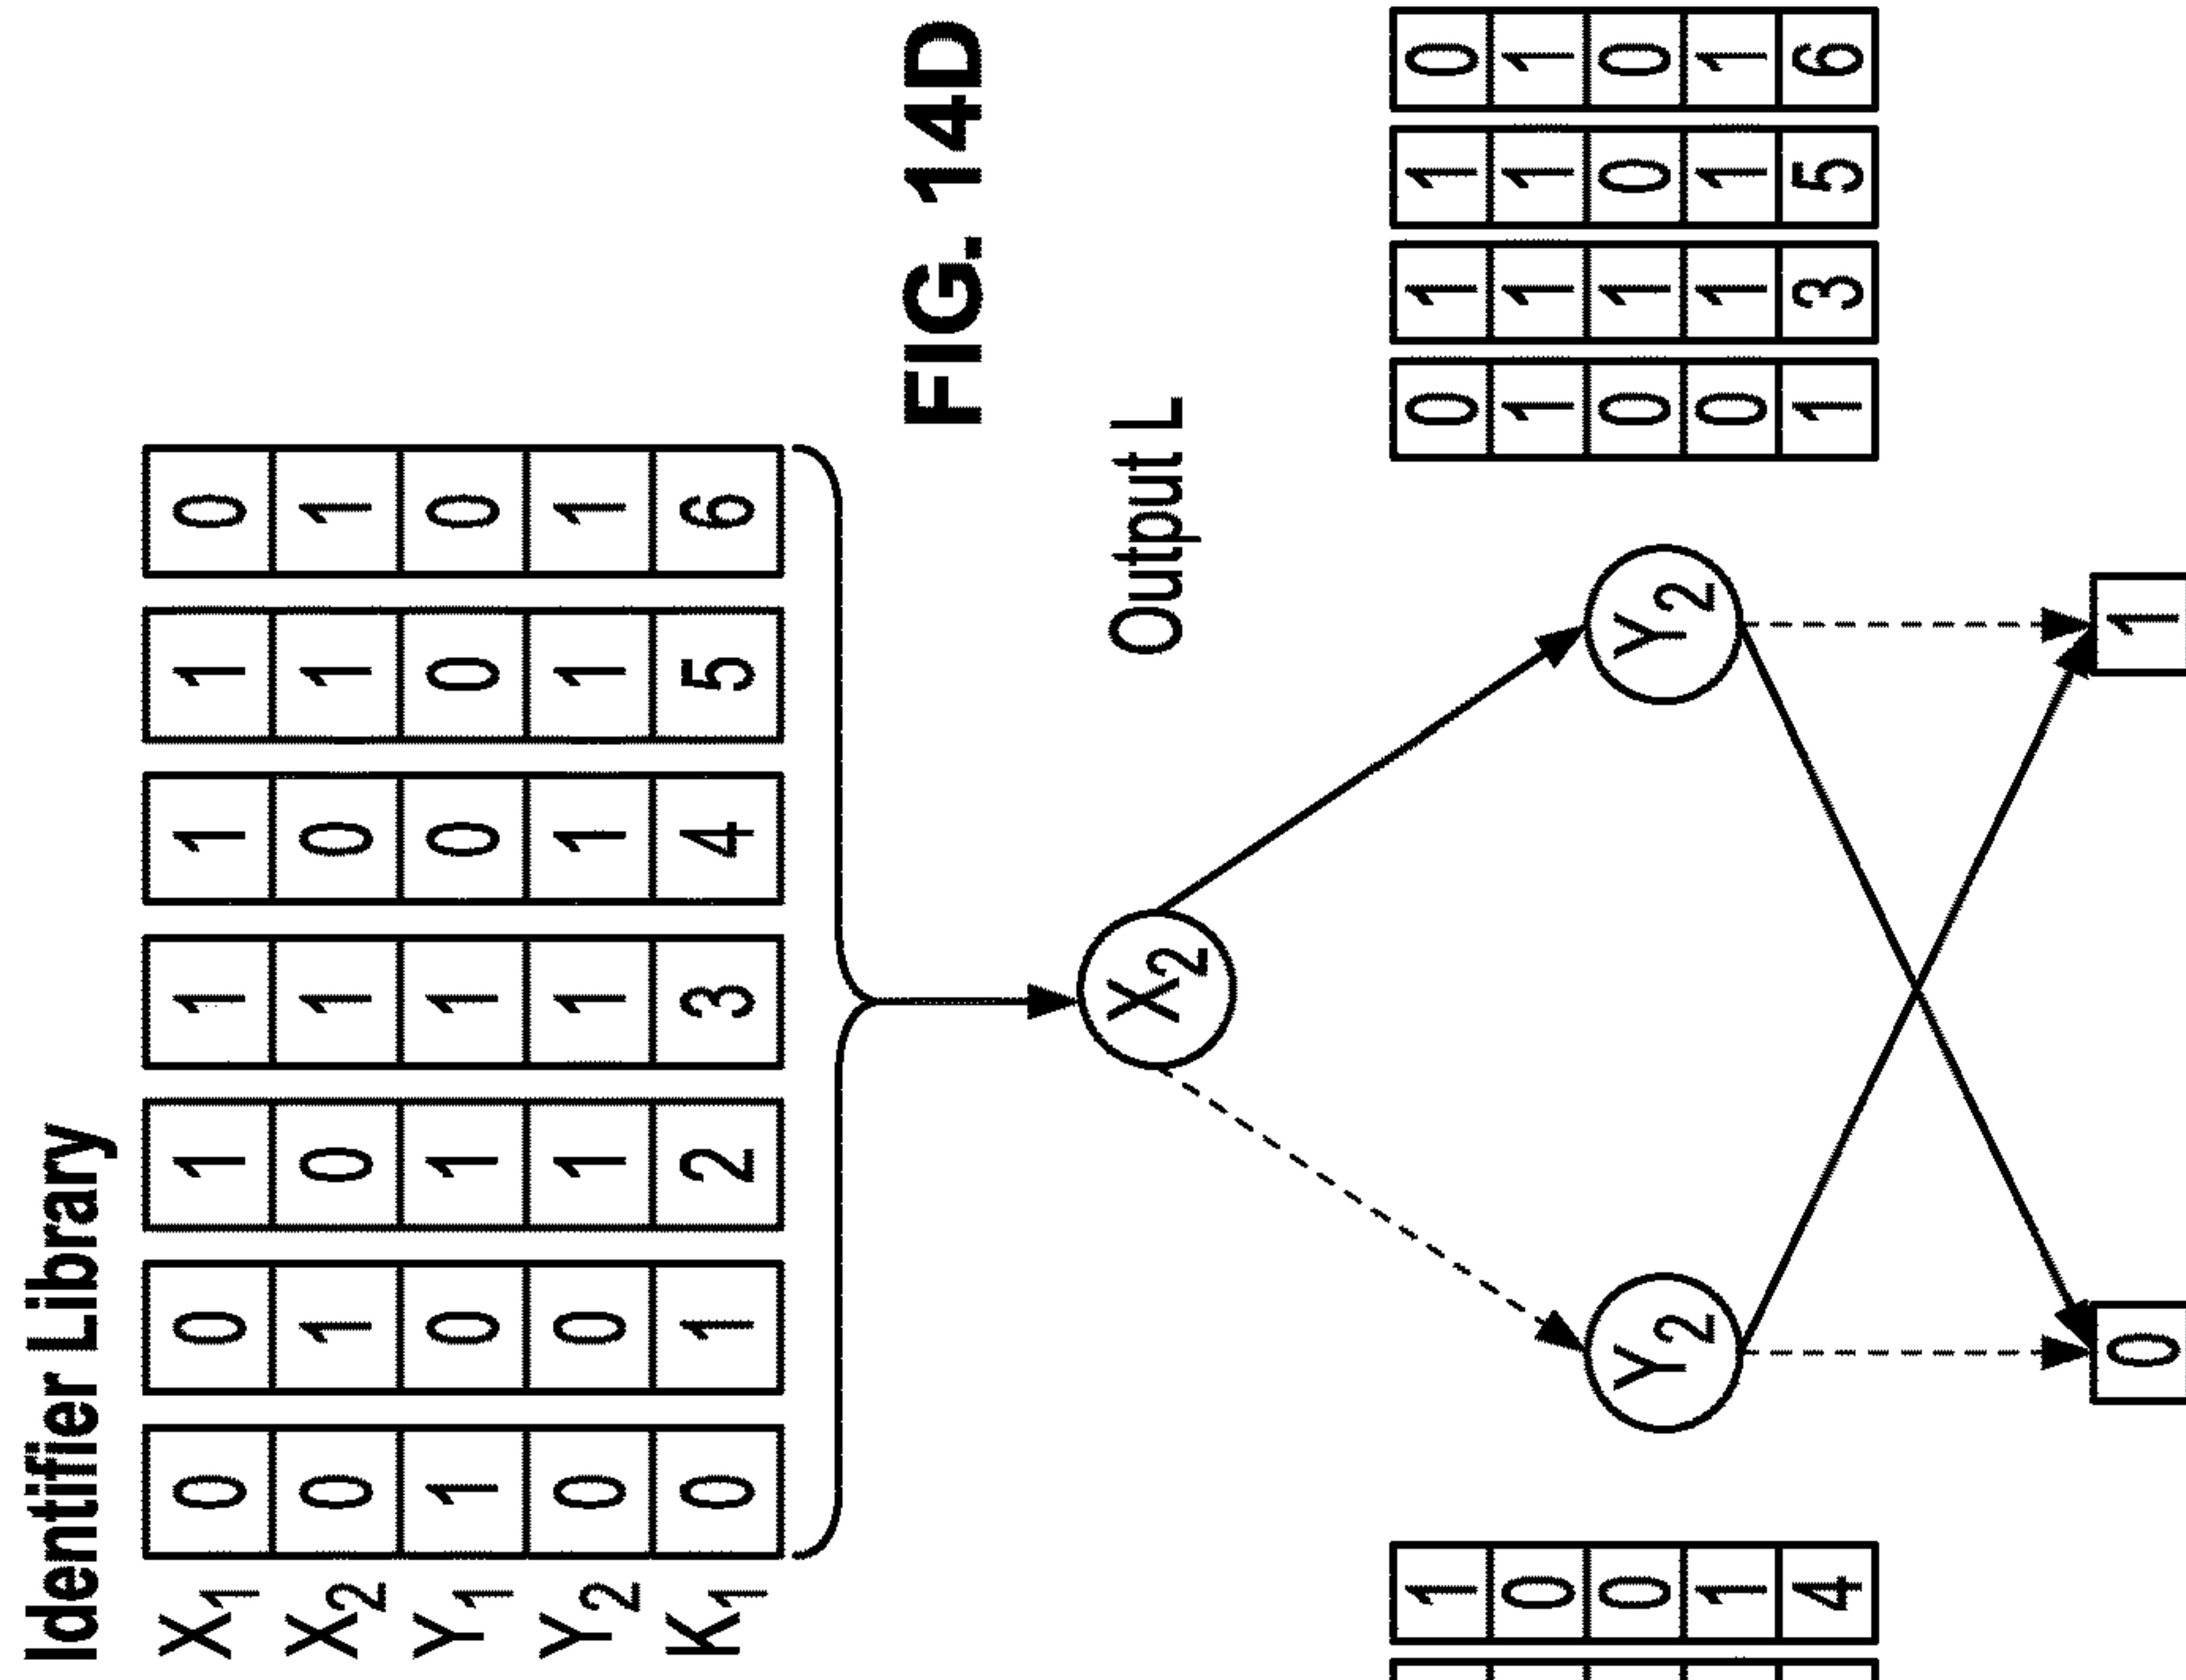 Identifier Library
X1 0 0 1 1 1 1 0
X2 0 1 0 1 0 1 1
Y1 1 0 1 1 0 0 0
Y2 0 0 1 1 1 1 1
K1 0 1 2 3 4 5 6
FIG. 14D
X2
Output L
1 0 1 1 0
0 1 1 1 1
0 0 1 0 0
1 0 1 1 1
4 1 3 5 6
Y2 Y2
0 1